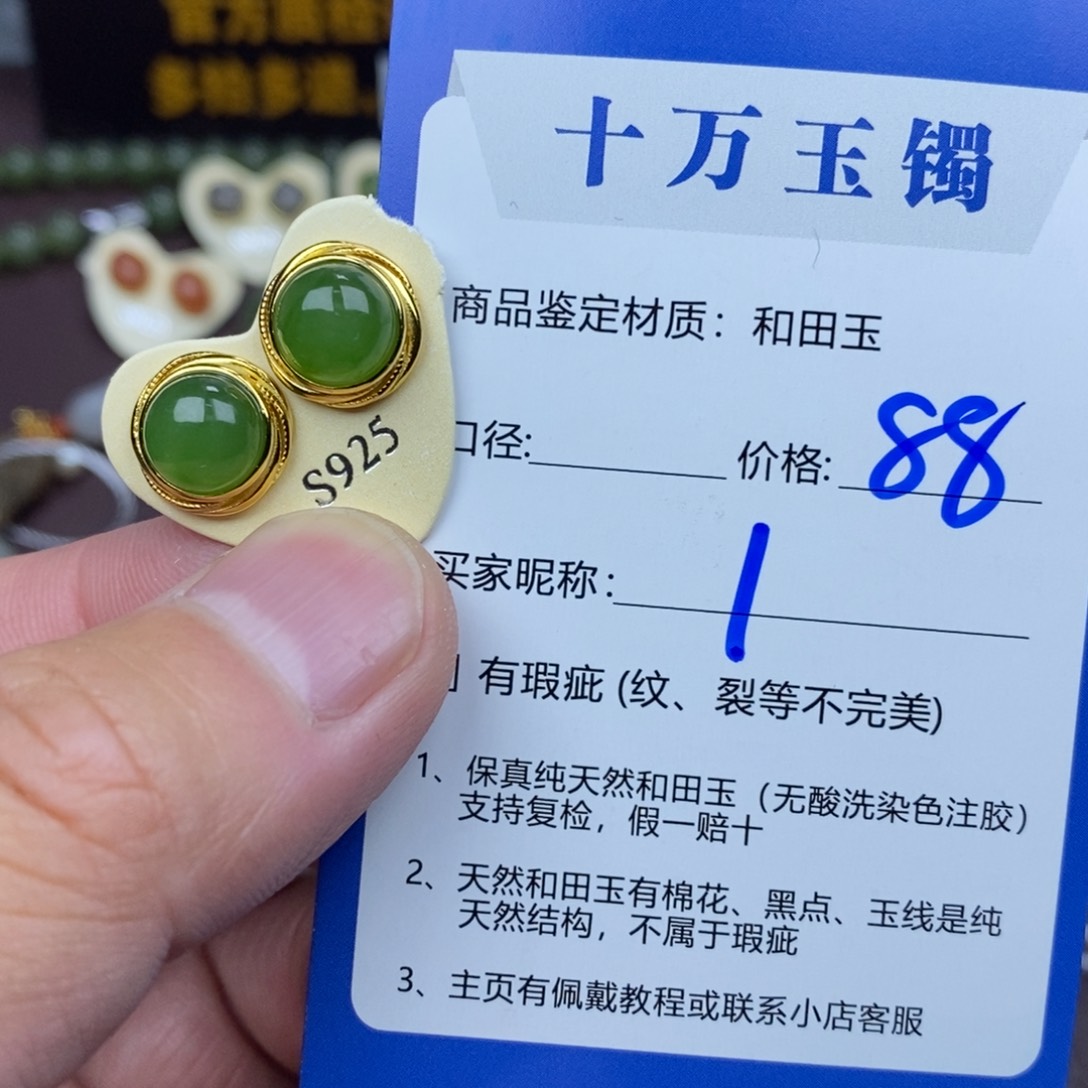 十万玉镯
商品鉴定材质：和田玉
口径: 价格: 88
买家昵称: 1
有瑕疵 (纹、裂等不完美)
1、保真纯天然和田玉（无酸洗染色注胶）
支持复检，假一赔十
2、天然和田玉有棉花、黑点、玉线是纯
天然结构，不属于瑕疵
3、主页有佩戴教程或联系小店客服
S925